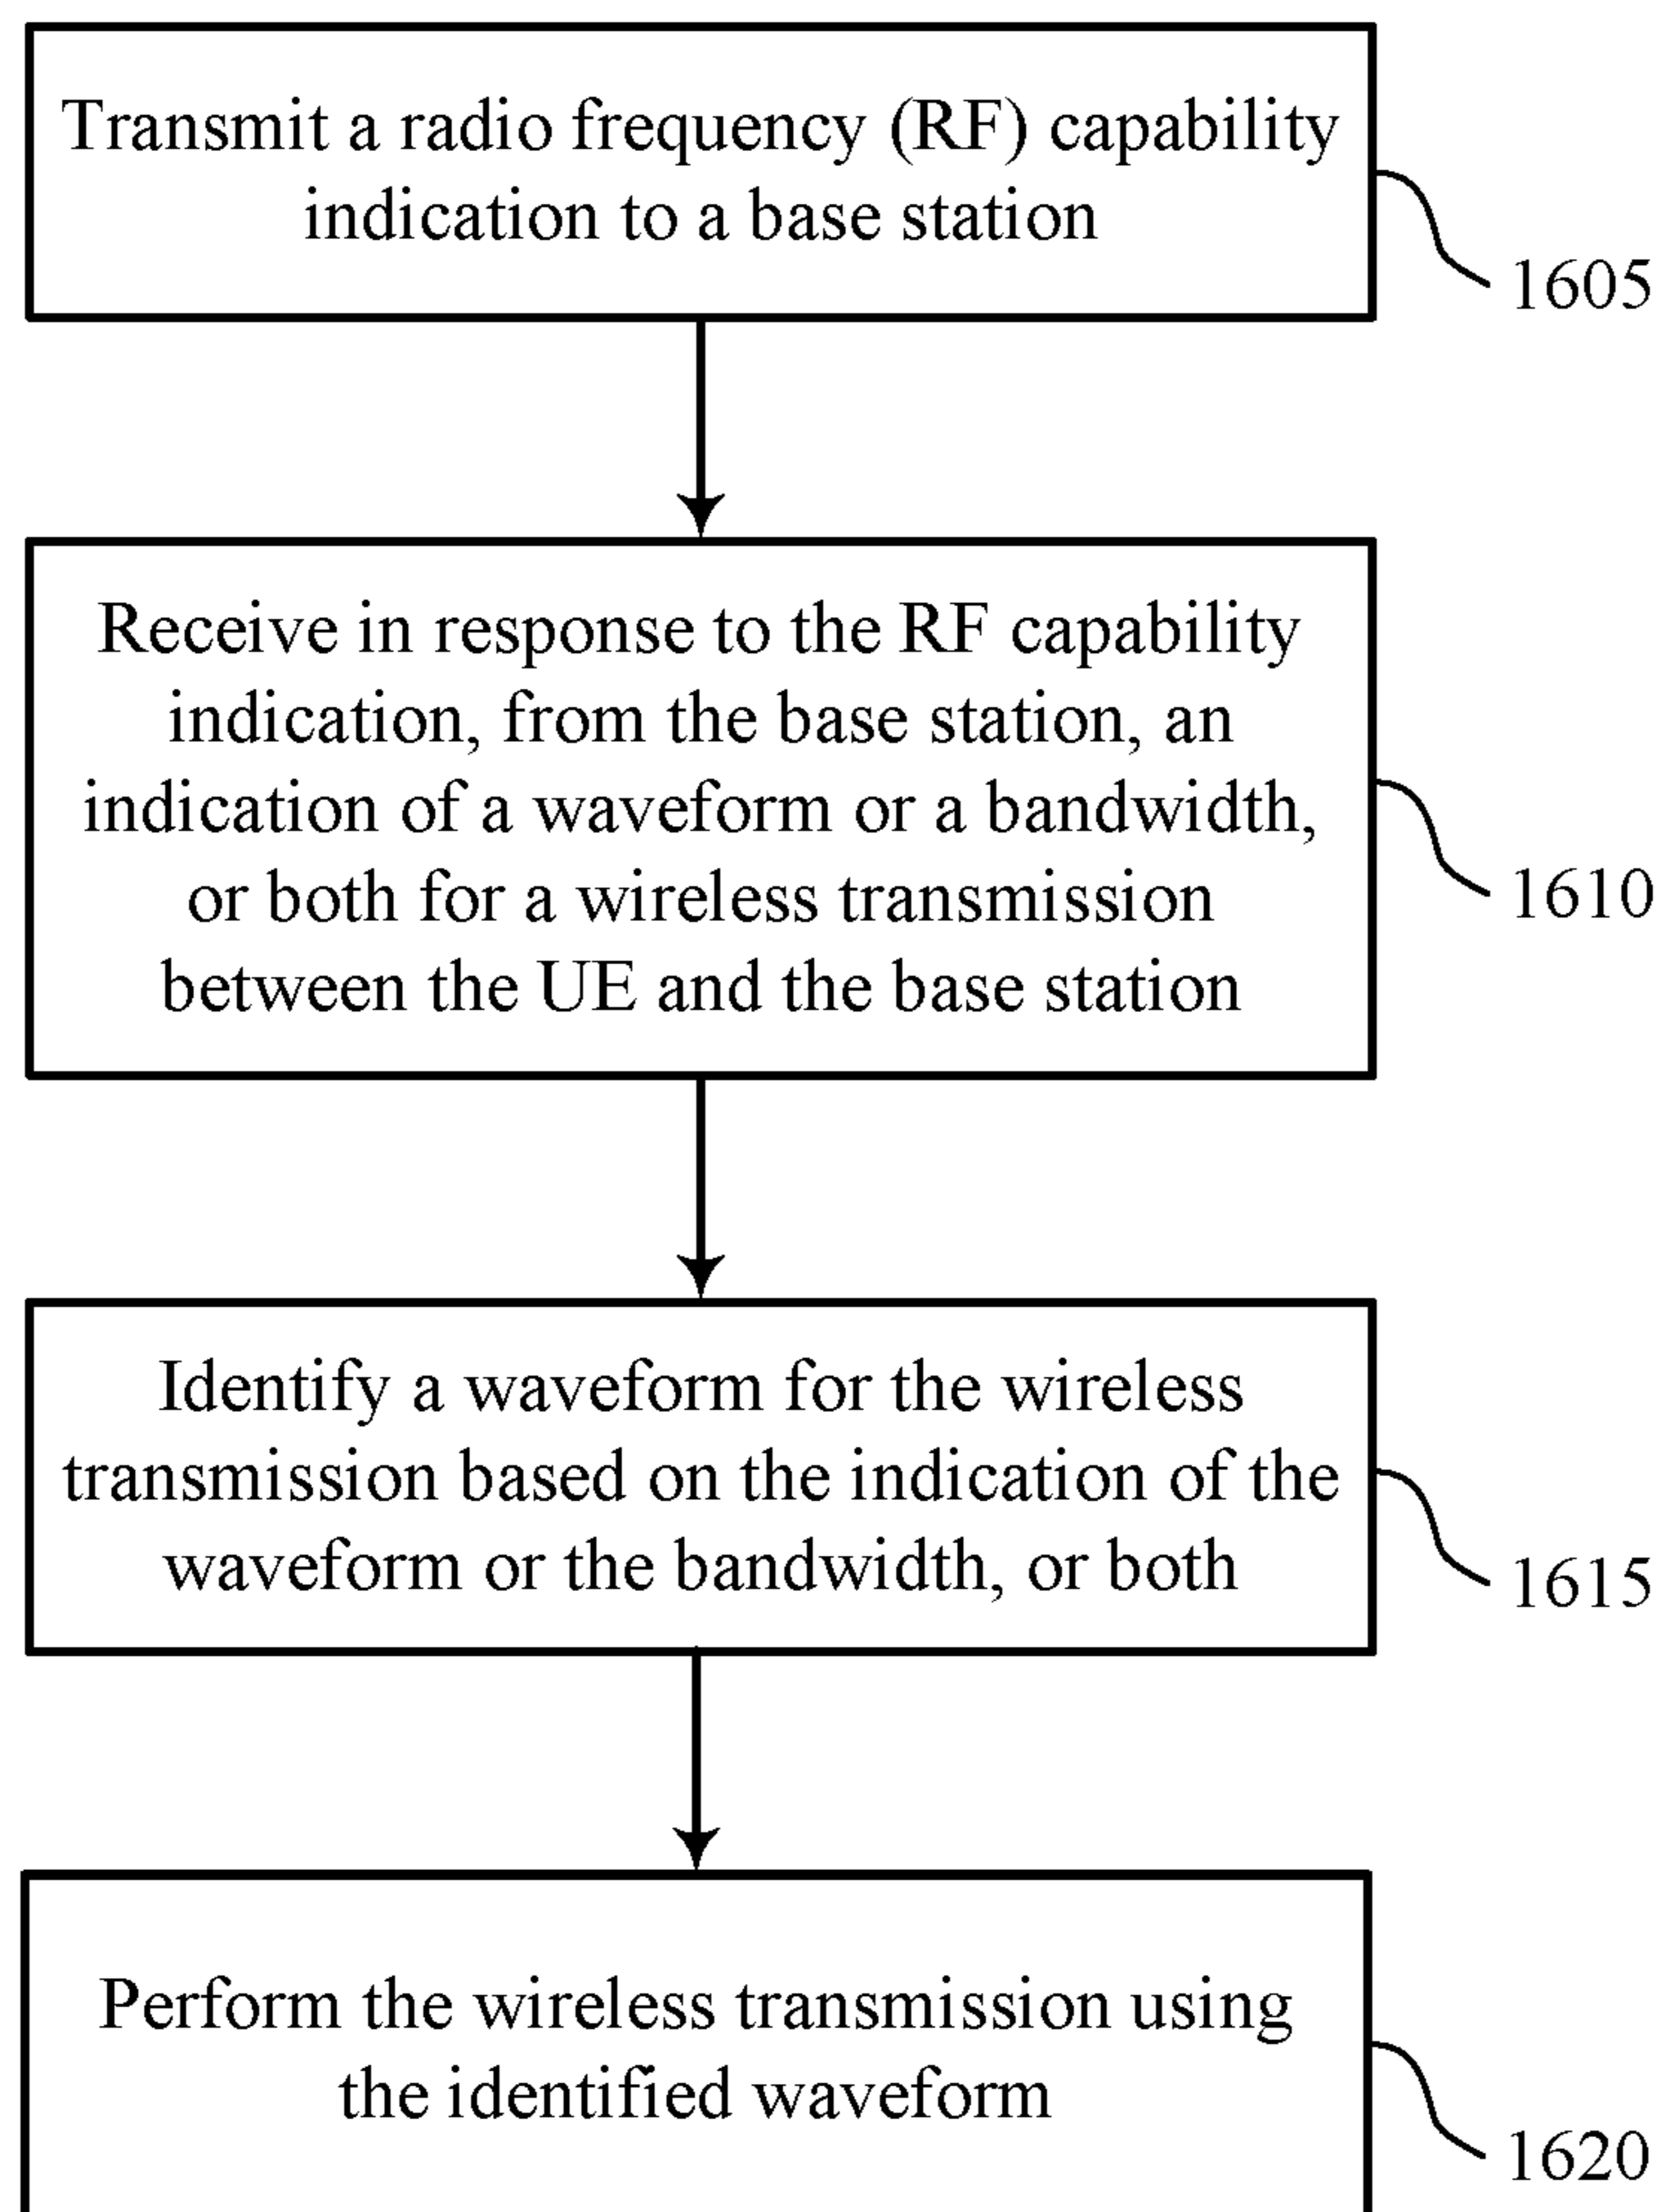 Transmit a radio frequency (RF) capability
indication to a base station
1605
Receive in response to the RF capability
indication, from the base station, an
indication of a waveform or a bandwidth,
or both for a wireless transmission
between the UE and the base station
1610
Identify a waveform for the wireless
transmission based on the indication of the
waveform or the bandwidth, or both
1615
Perform the wireless transmission using
the identified waveform
1620